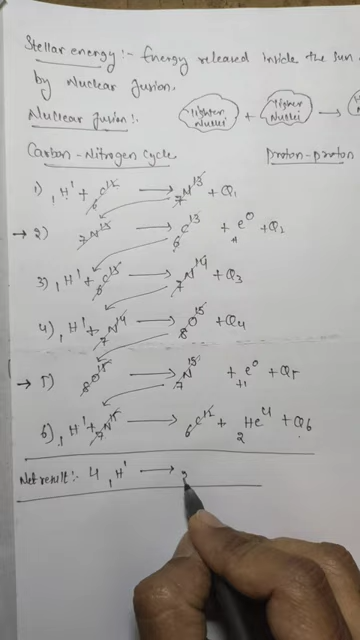 Stellar energy :- Energy released inside the sun
by Nuclear fusion.
Nuclear fusion :- lighter Nuclei + lighter Nuclei →
Carbon-Nitrogen Cycle
Proton-proton
1) ₁H¹ + ₆C¹² → ₇N¹³ + Q₁
→ 2) ₇N¹³ → ₆C¹³ + ₊₁e⁰ + Q₂
3) ₁H¹ + ₆C¹³ → ₇N¹⁴ + Q₃
4) ₁H¹ + ₇N¹⁴ → ₈O¹⁵ + Q₄
→ 5) ₈O¹⁵ → ₇N¹⁵ + ₊₁e⁰ + Q₅
6) ₁H¹ + ₇N¹⁵ → ₆C¹² + ₂He⁴ + Q₆
Net result :- 4 ₁H¹ → ₂